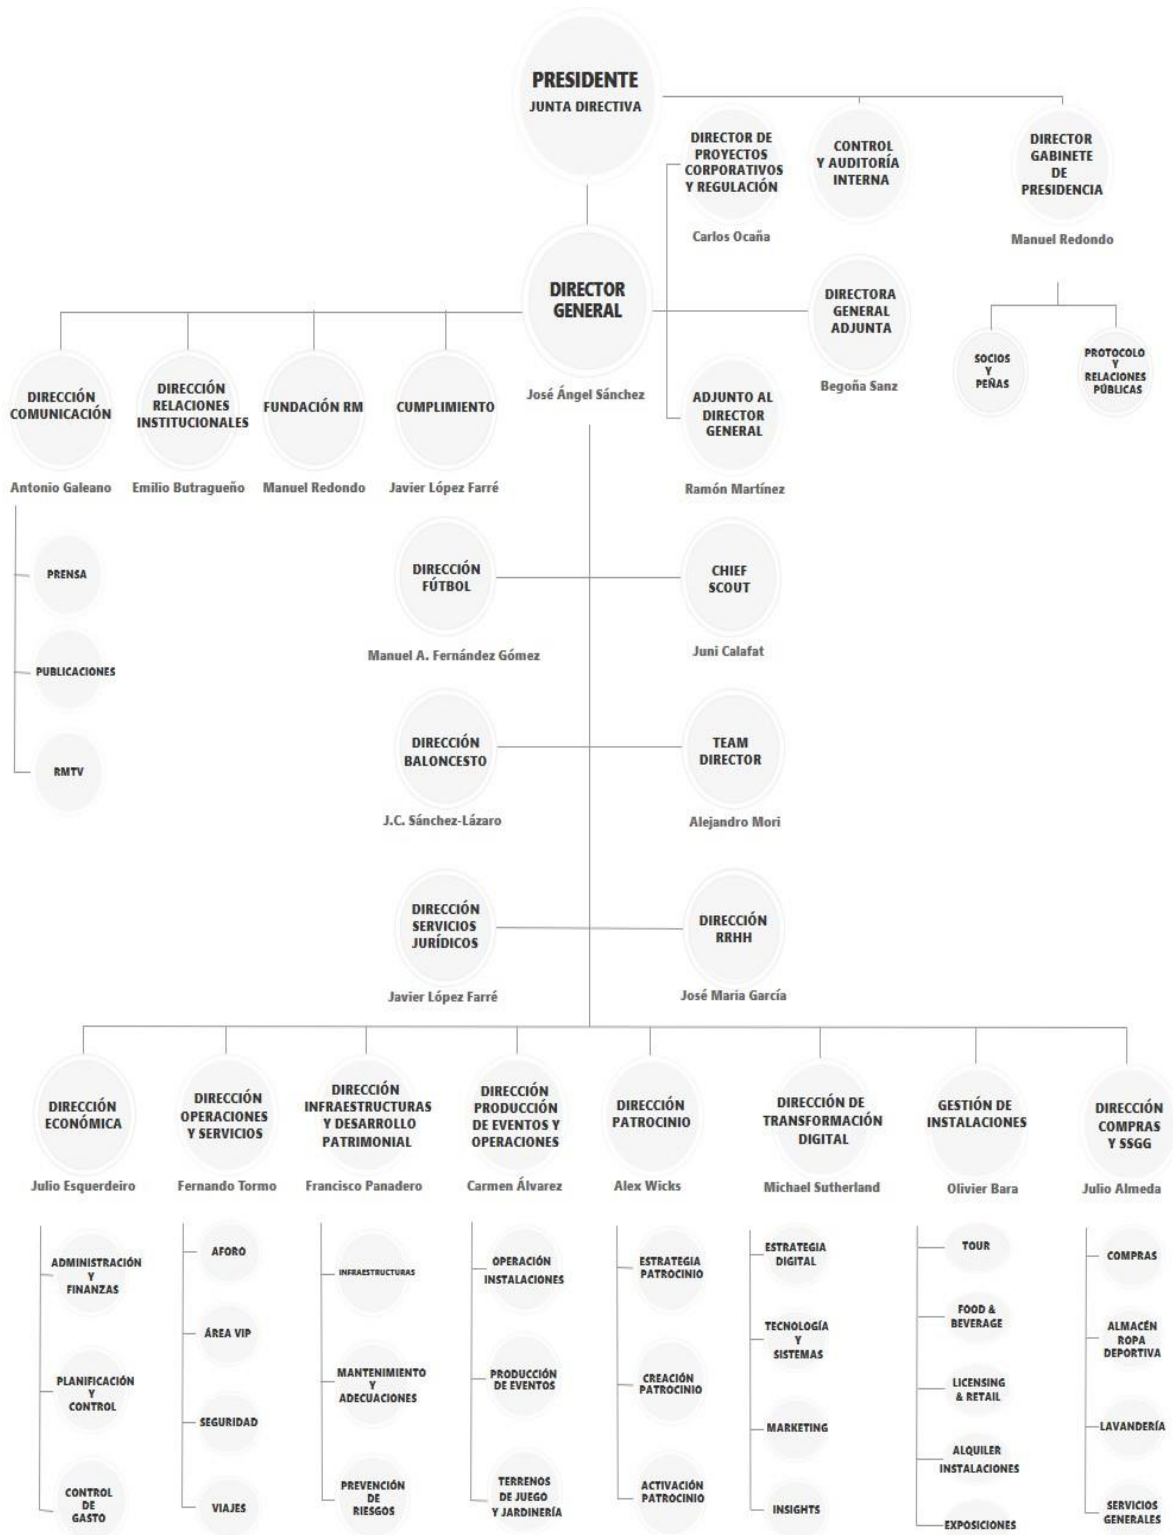 PRESIDENTE
JUNTA DIRECTIVA
DIRECTOR DE
PROYECTOS
CORPORATIVOS
Y REGULACIÓN
Carlos Ocaña
CONTROL
Y AUDITORÍA
INTERNA
DIRECTOR
GABINETE
DE
PRESIDENCIA
Manuel Redondo
SOCIOS
Y
PEÑAS
PROTOCOLO
Y
RELACIONES
PÚBLICAS
DIRECTOR
GENERAL
José Ángel Sánchez
DIRECTORA
GENERAL
ADJUNTA
Begoña Sanz
ADJUNTO AL
DIRECTOR
GENERAL
Ramón Martínez
DIRECCIÓN
COMUNICACIÓN
Antonio Galeano
DIRECCIÓN
RELACIONES
INSTITUCIONALES
Emilio Butragueño
FUNDACIÓN RM
Manuel Redondo
CUMPLIMIENTO
Javier López Farré
PRENSA
PUBLICACIONES
RMTV
DIRECCIÓN
FÚTBOL
Manuel A. Fernández Gómez
CHIEF
SCOUT
Juni Calafat
DIRECCIÓN
BALONCESTO
J.C. Sánchez-Lázaro
TEAM
DIRECTOR
Alejandro Mori
DIRECCIÓN
SERVICIOS
JURÍDICOS
Javier López Farré
DIRECCIÓN
RRHH
José María García
DIRECCIÓN
ECONÓMICA
Julio Esquerdeiro
ADMINISTRACIÓN
Y
FINANZAS
PLANIFICACIÓN
Y
CONTROL
CONTROL
DE
GASTO
DIRECCIÓN
OPERACIONES
Y SERVICIOS
Fernando Tormo
AFORO
ÁREA VIP
SEGURIDAD
VIAJES
DIRECCIÓN
INFRAESTRUCTURAS
Y DESARROLLO
PATRIMONIAL
Francisco Panadero
INFRAESTRUCTURAS
MANTENIMIENTO
Y
ADECUACIONES
PREVENCIÓN
DE
RIESGOS
DIRECCIÓN
PRODUCCIÓN
DE EVENTOS Y
OPERACIONES
Carmen Álvarez
OPERACIÓN
INSTALACIONES
PRODUCCIÓN
DE EVENTOS
TERRENOS
DE JUEGO
Y JARDINERÍA
DIRECCIÓN
PATROCINIO
Alex Wicks
ESTRATEGIA
PATROCINIO
CREACIÓN
PATROCINIO
ACTIVACIÓN
PATROCINIO
DIRECCIÓN DE
TRANSFORMACIÓN
DIGITAL
Michael Sutherland
ESTRATEGIA
DIGITAL
TECNOLOGÍA
Y
SISTEMAS
MARKETING
INSIGHTS
GESTIÓN DE
INSTALACIONES
Olivier Bara
TOUR
FOOD &
BEVERAGE
LICENSING
& RETAIL
ALQUILER
INSTALACIONES
EXPOSICIONES
DIRECCIÓN
COMPRAS
Y SSGG
Julio Almeda
COMPRAS
ALMACÉN
ROPA
DEPORTIVA
LAVANDERÍA
SERVICIOS
GENERALES